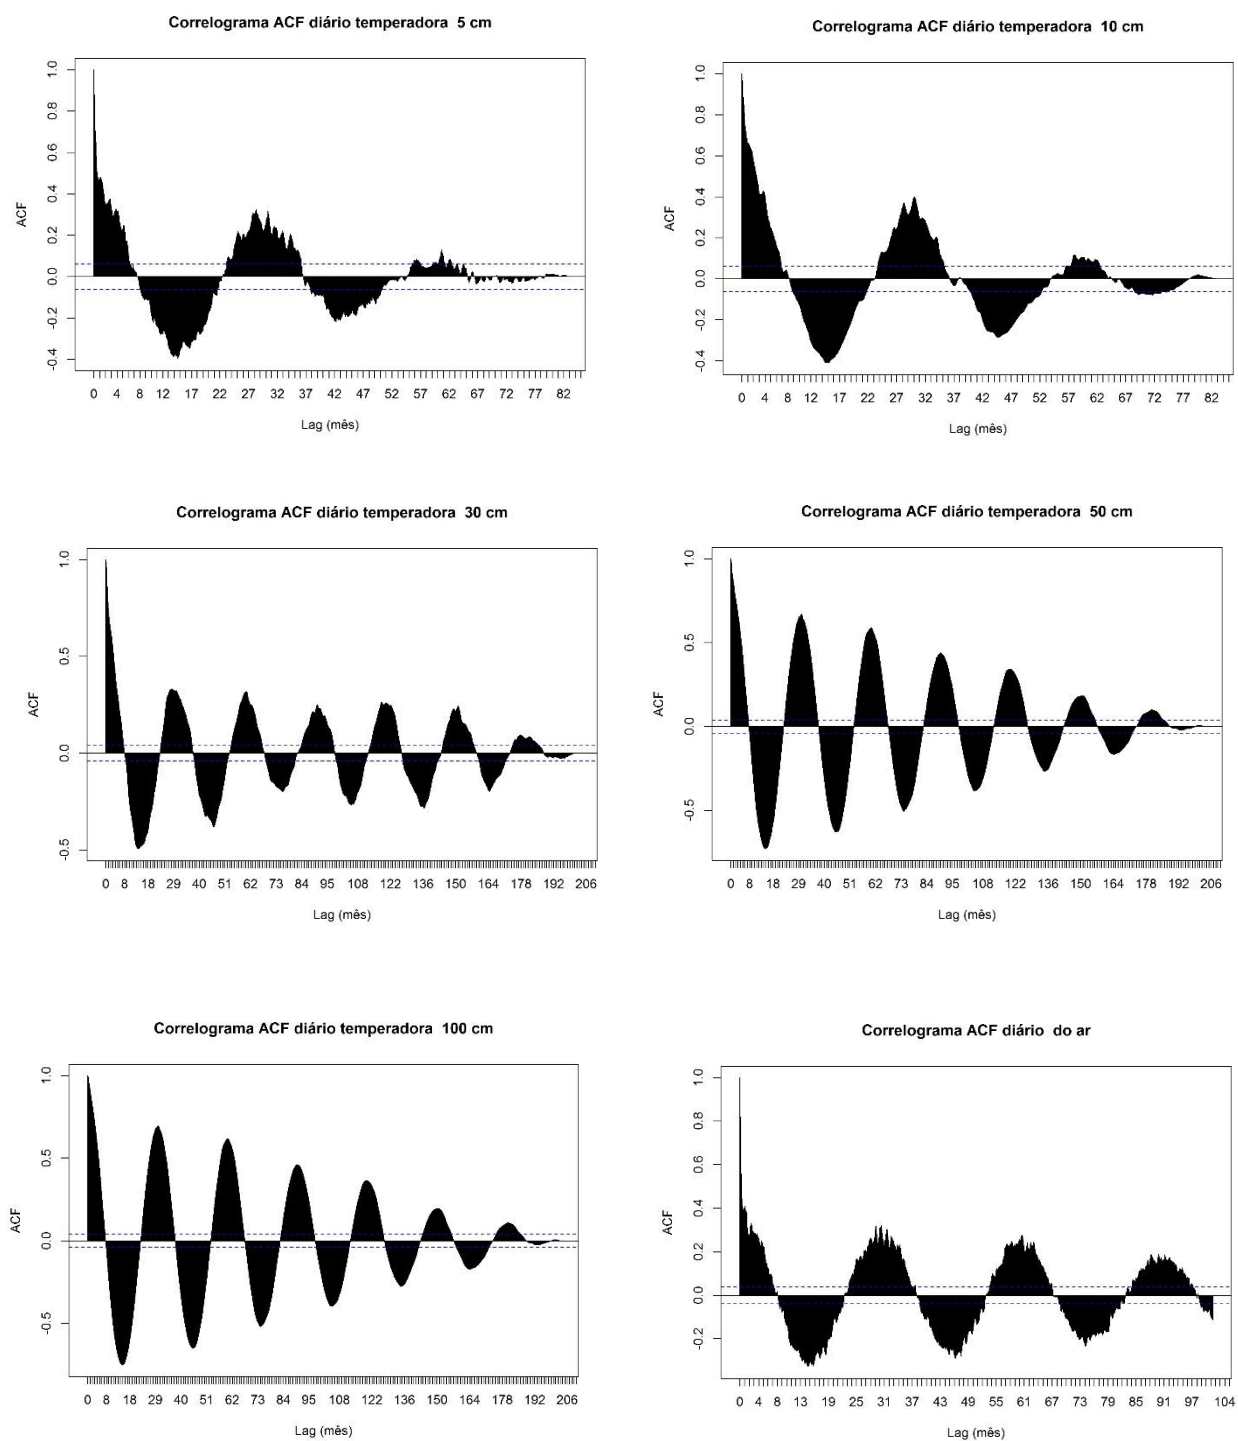 Correlograma ACF diário temperadora  5 cm
ACF
1.0
0.8
0.6
0.4
0.2
0.0
-0.2
-0.4
0 4 8 12 17 22 27 32 37 42 47 52 57 62 67 72 77 82
Lag (mês)
Correlograma ACF diário temperadora  10 cm
ACF
1.0
0.8
0.6
0.4
0.2
0.0
-0.2
-0.4
0 4 8 12 17 22 27 32 37 42 47 52 57 62 67 72 77 82
Lag (mês)
Correlograma ACF diário temperadora  30 cm
ACF
1.0
0.5
0.0
-0.5
0 8 18 29 40 51 62 73 84 95 108 122 136 150 164 178 192 206
Lag (mês)
Correlograma ACF diário temperadora  50 cm
ACF
1.0
0.5
0.0
-0.5
0 8 18 29 40 51 62 73 84 95 108 122 136 150 164 178 192 206
Lag (mês)
Correlograma ACF diário temperadora  100 cm
ACF
1.0
0.5
0.0
-0.5
0 8 18 29 40 51 62 73 84 95 108 122 136 150 164 178 192 206
Lag (mês)
Correlograma ACF diário  do ar
ACF
1.0
0.8
0.6
0.4
0.2
0.0
-0.2
0 4 8 13 19 25 31 37 43 49 55 61 67 73 79 85 91 97 104
Lag (mês)